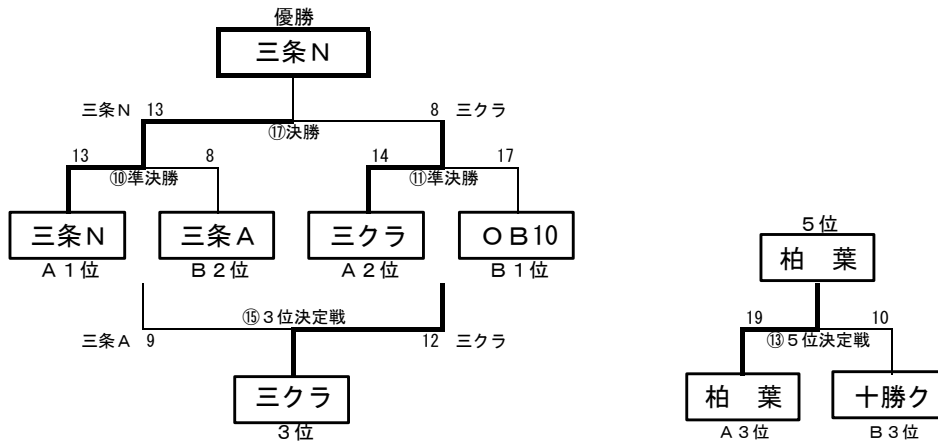 優勝
三条N
三条N 13 8 三クラ
⑰決勝
13 8 14 17
⑩準決勝 ⑪準決勝
三条N 三条A 三クラ OB10
A1位 B2位 A2位 B1位
⑮3位決定戦
三条A 9 12 三クラ
三クラ
3位
5位
柏 葉
19 10
⑬5位決定戦
柏 葉 十勝ク
A3位 B3位